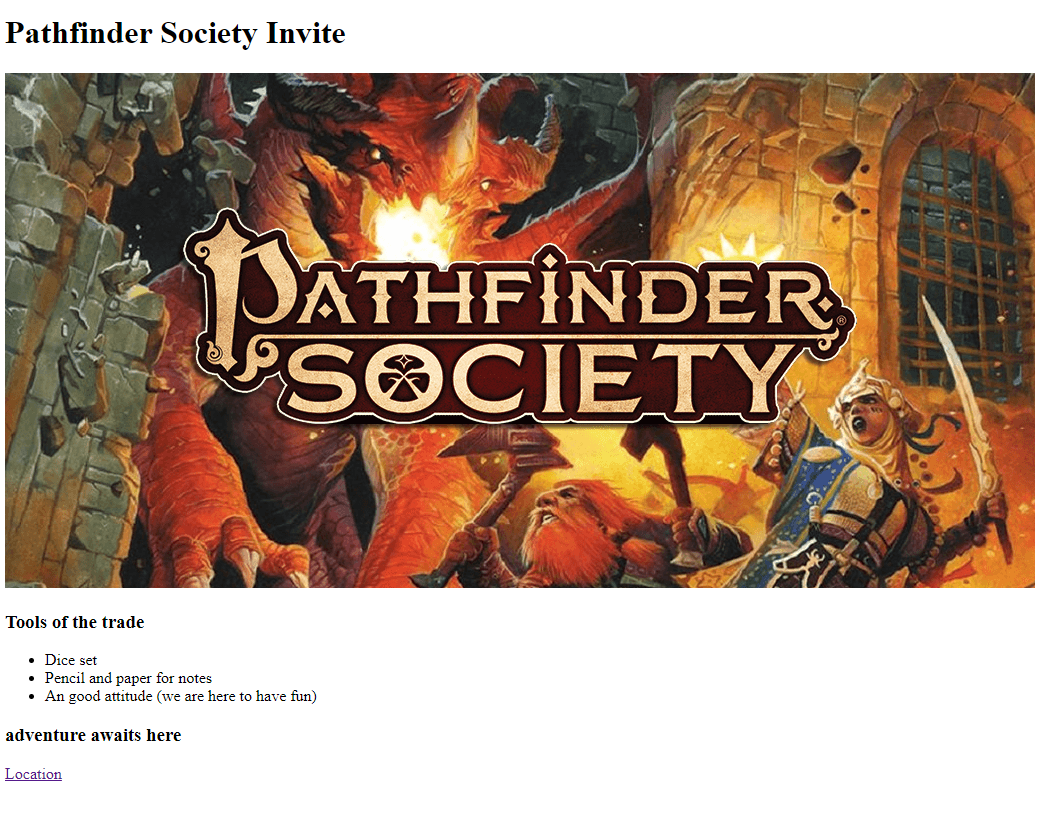 Pathfinder Society Invite
PATHFINDER®
SOCIETY
Tools of the trade
Dice set
Pencil and paper for notes
An good attitude (we are here to have fun)
adventure awaits here
Location